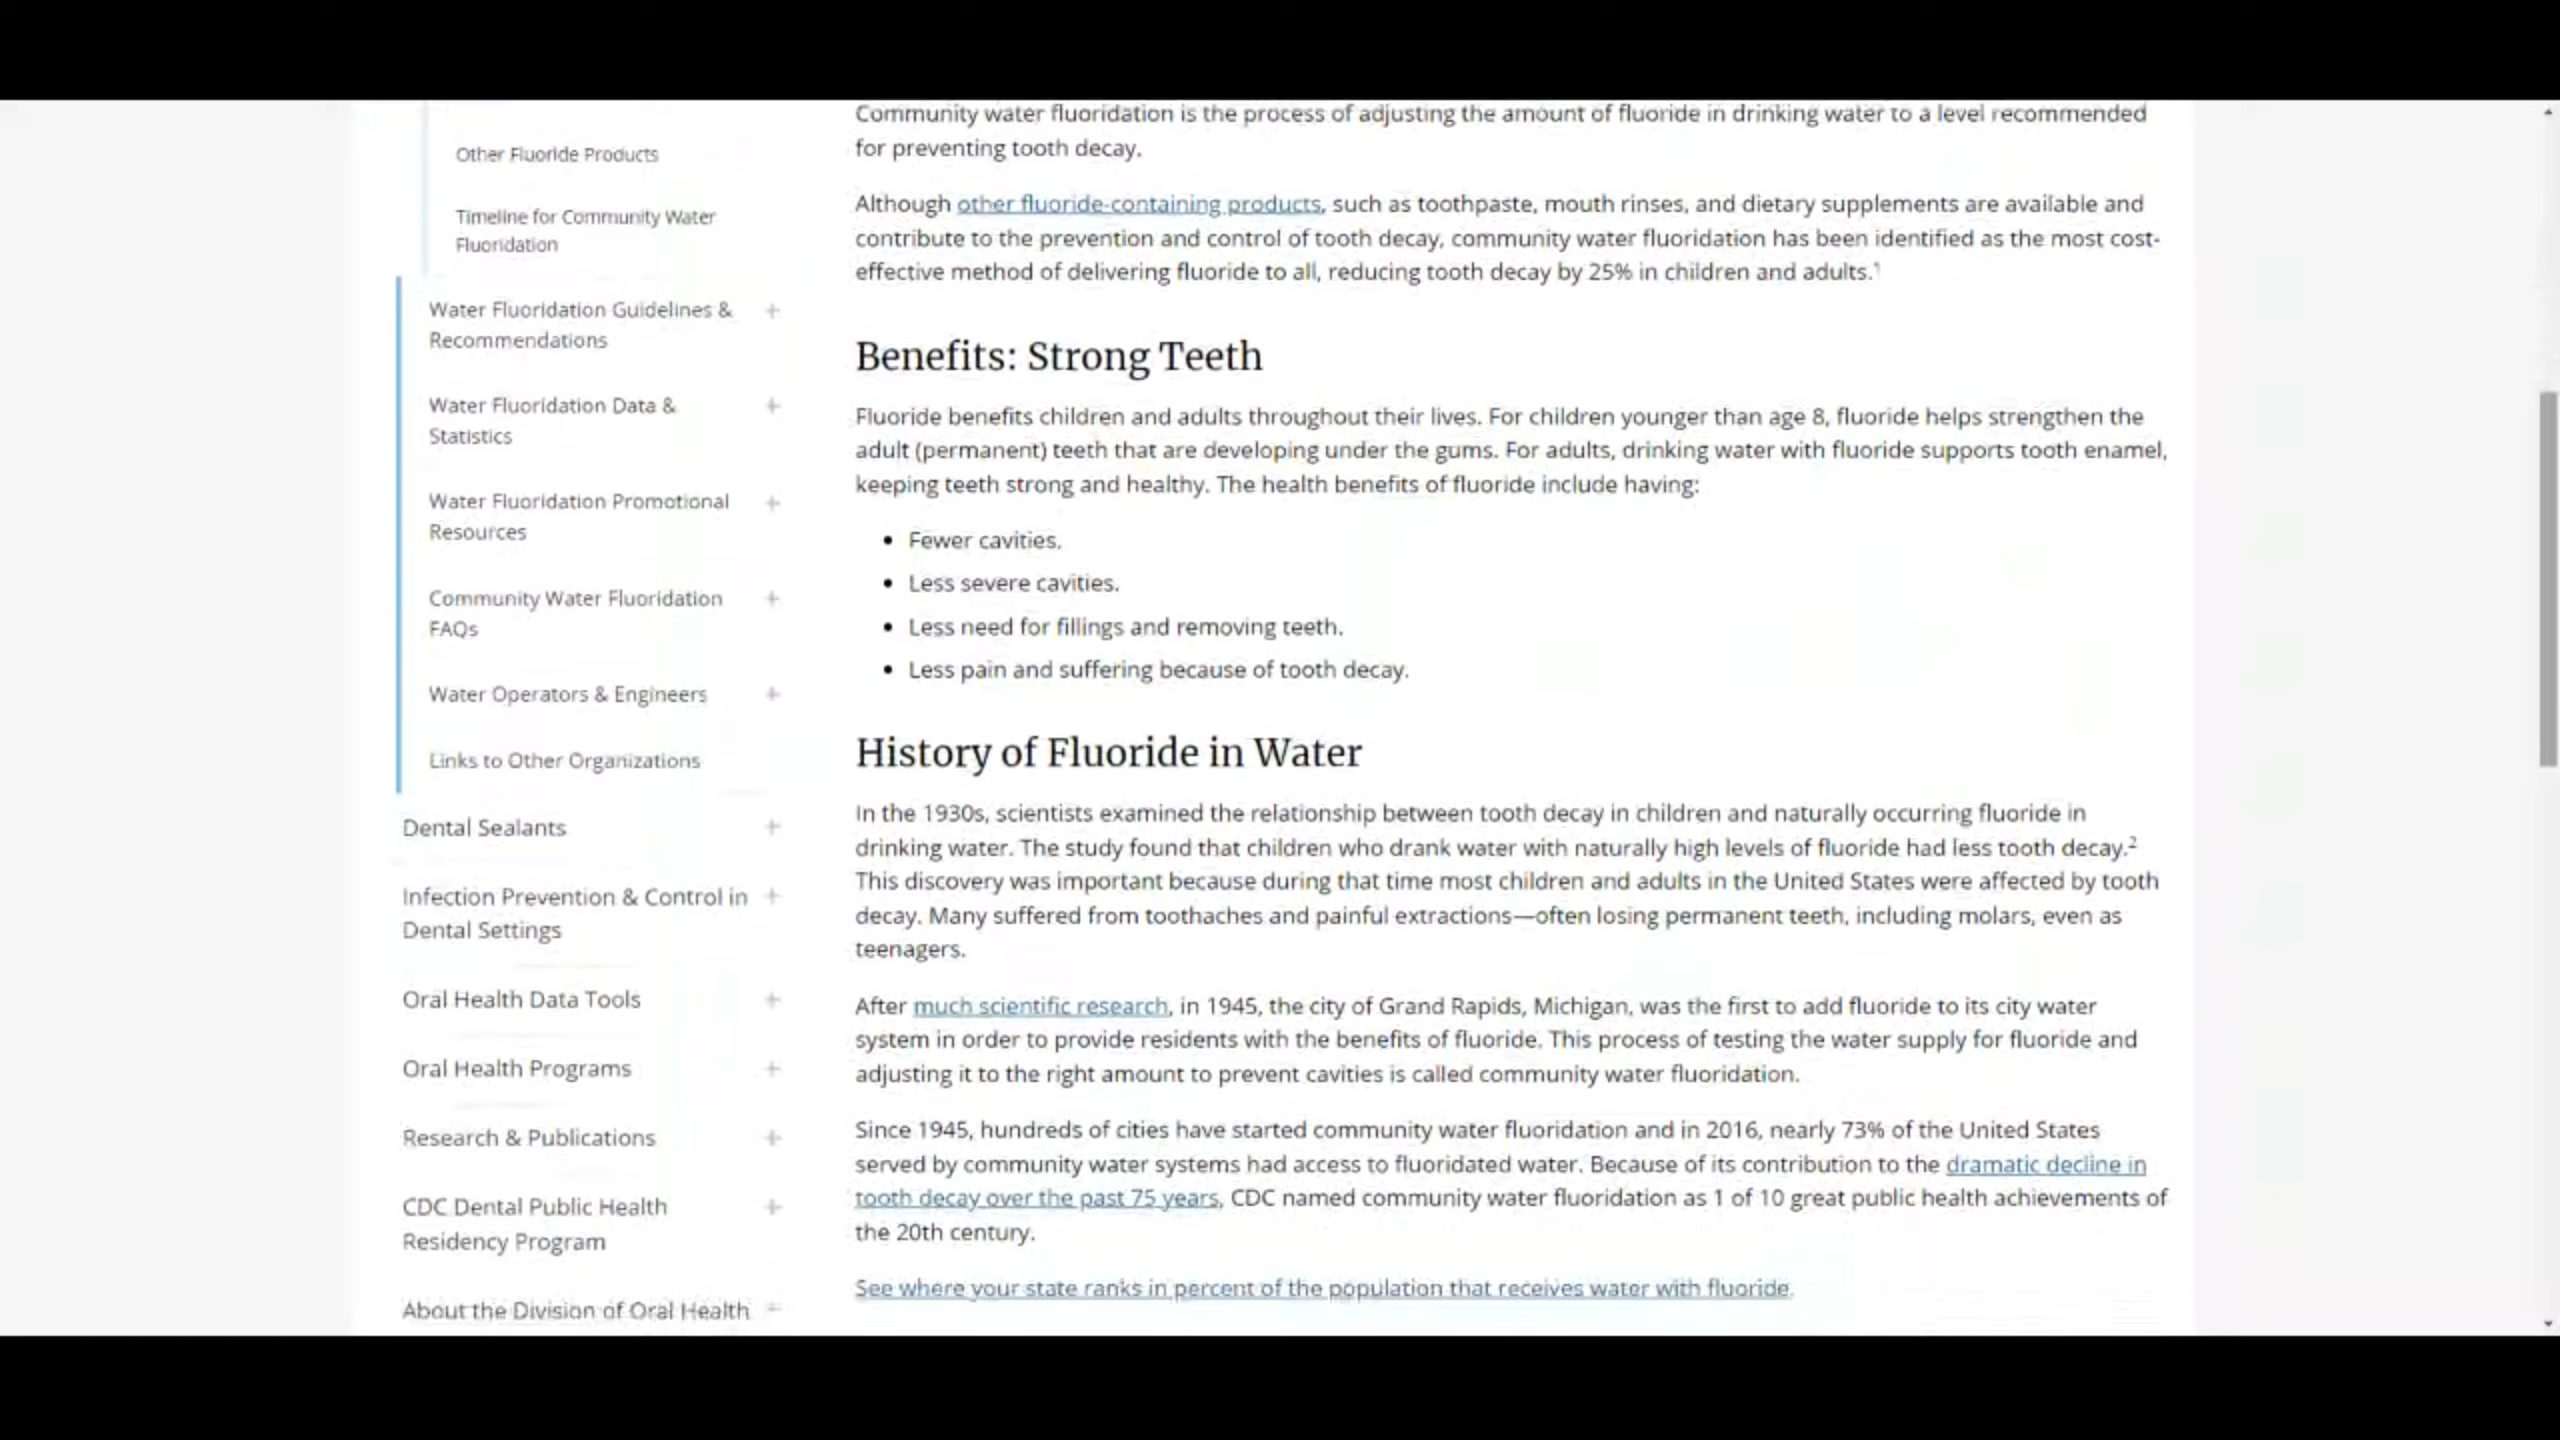 Other Fluoride Products
Timeline for Community Water
Fluoridation
Water Fluoridation Guidelines &
Recommendations
Water Fluoridation Data &
Statistics
Water Fluoridation Promotional
Resources
Community Water Fluoridation
FAQs
Water Operators & Engineers
Links to Other Organizations
Dental Sealants
Infection Prevention & Control in
Dental Settings
Oral Health Data Tools
Oral Health Programs
Research & Publications
CDC Dental Public Health
Residency Program
About the Division of Oral Health
Community water fluoridation is the process of adjusting the amount of fluoride in drinking water to a level recommended
for preventing tooth decay.
Although other fluoride-containing products, such as toothpaste, mouth rinses, and dietary supplements are available and
contribute to the prevention and control of tooth decay, community water fluoridation has been identified as the most cost-
effective method of delivering fluoride to all, reducing tooth decay by 25% in children and adults.¹
Benefits: Strong Teeth
Fluoride benefits children and adults throughout their lives. For children younger than age 8, fluoride helps strengthen the
adult (permanent) teeth that are developing under the gums. For adults, drinking water with fluoride supports tooth enamel,
keeping teeth strong and healthy. The health benefits of fluoride include having:
• Fewer cavities.
• Less severe cavities.
• Less need for fillings and removing teeth.
• Less pain and suffering because of tooth decay.
History of Fluoride in Water
In the 1930s, scientists examined the relationship between tooth decay in children and naturally occurring fluoride in
drinking water. The study found that children who drank water with naturally high levels of fluoride had less tooth decay.²
This discovery was important because during that time most children and adults in the United States were affected by tooth
decay. Many suffered from toothaches and painful extractions—often losing permanent teeth, including molars, even as
teenagers.
After much scientific research, in 1945, the city of Grand Rapids, Michigan, was the first to add fluoride to its city water
system in order to provide residents with the benefits of fluoride. This process of testing the water supply for fluoride and
adjusting it to the right amount to prevent cavities is called community water fluoridation.
Since 1945, hundreds of cities have started community water fluoridation and in 2016, nearly 73% of the United States
served by community water systems had access to fluoridated water. Because of its contribution to the dramatic decline in
tooth decay over the past 75 years, CDC named community water fluoridation as 1 of 10 great public health achievements of
the 20th century.
See where your state ranks in percent of the population that receives water with fluoride.